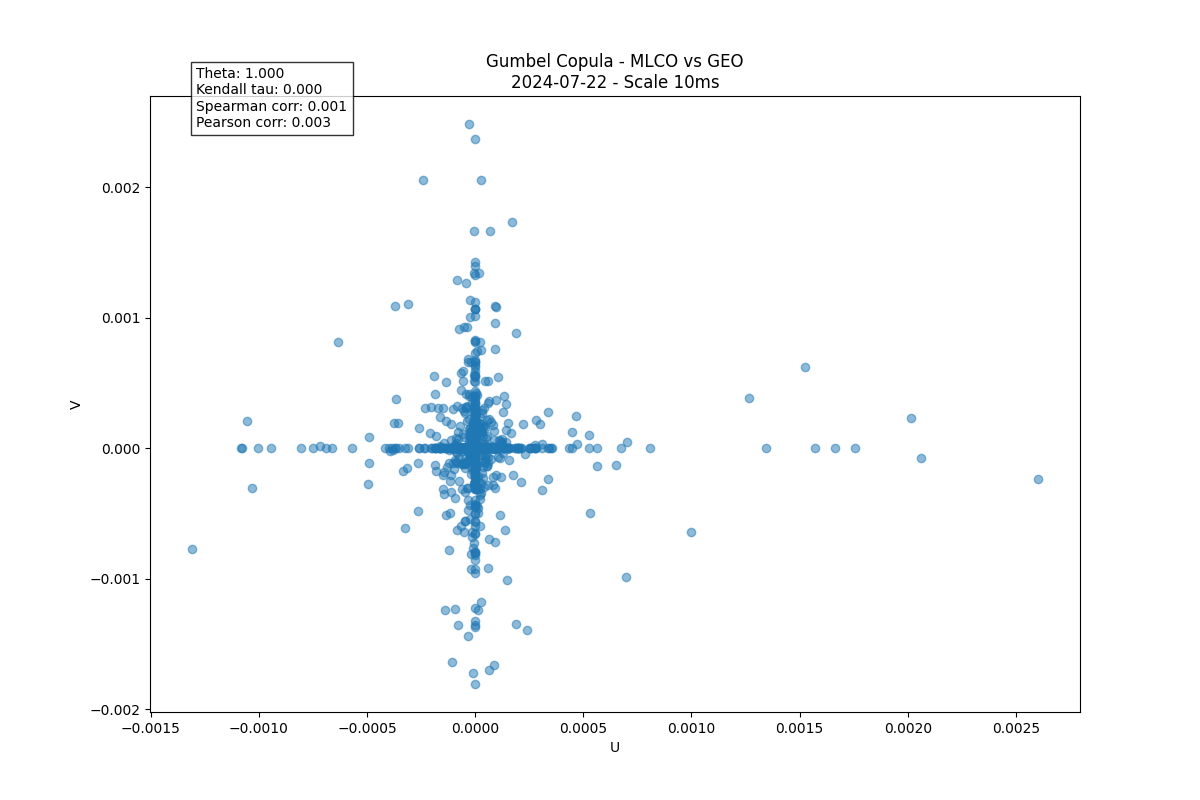 Gumbel Copula - MLCO vs GEO
2024-07-22 - Scale 10ms
Theta: 1.000
Kendall tau: 0.000
Spearman corr: 0.001
Pearson corr: 0.003
0.002
0.001
0.000
−0.001
−0.002
V
−0.0015
−0.0010
−0.0005
0.0000
0.0005
0.0010
0.0015
0.0020
0.0025
U